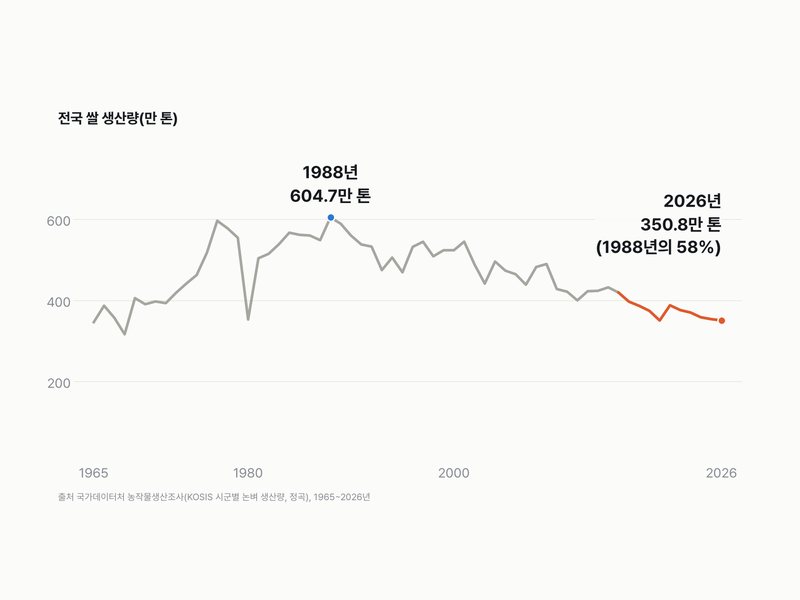 전국 쌀 생산량(만 톤)
1988년
604.7만 톤
2026년
350.8만 톤
(1988년의 58%)
600
400
200
1965
1980
2000
2026
출처 국가데이터처 농작물생산조사(KOSIS 시군별 논벼 생산량, 정곡), 1965~2026년